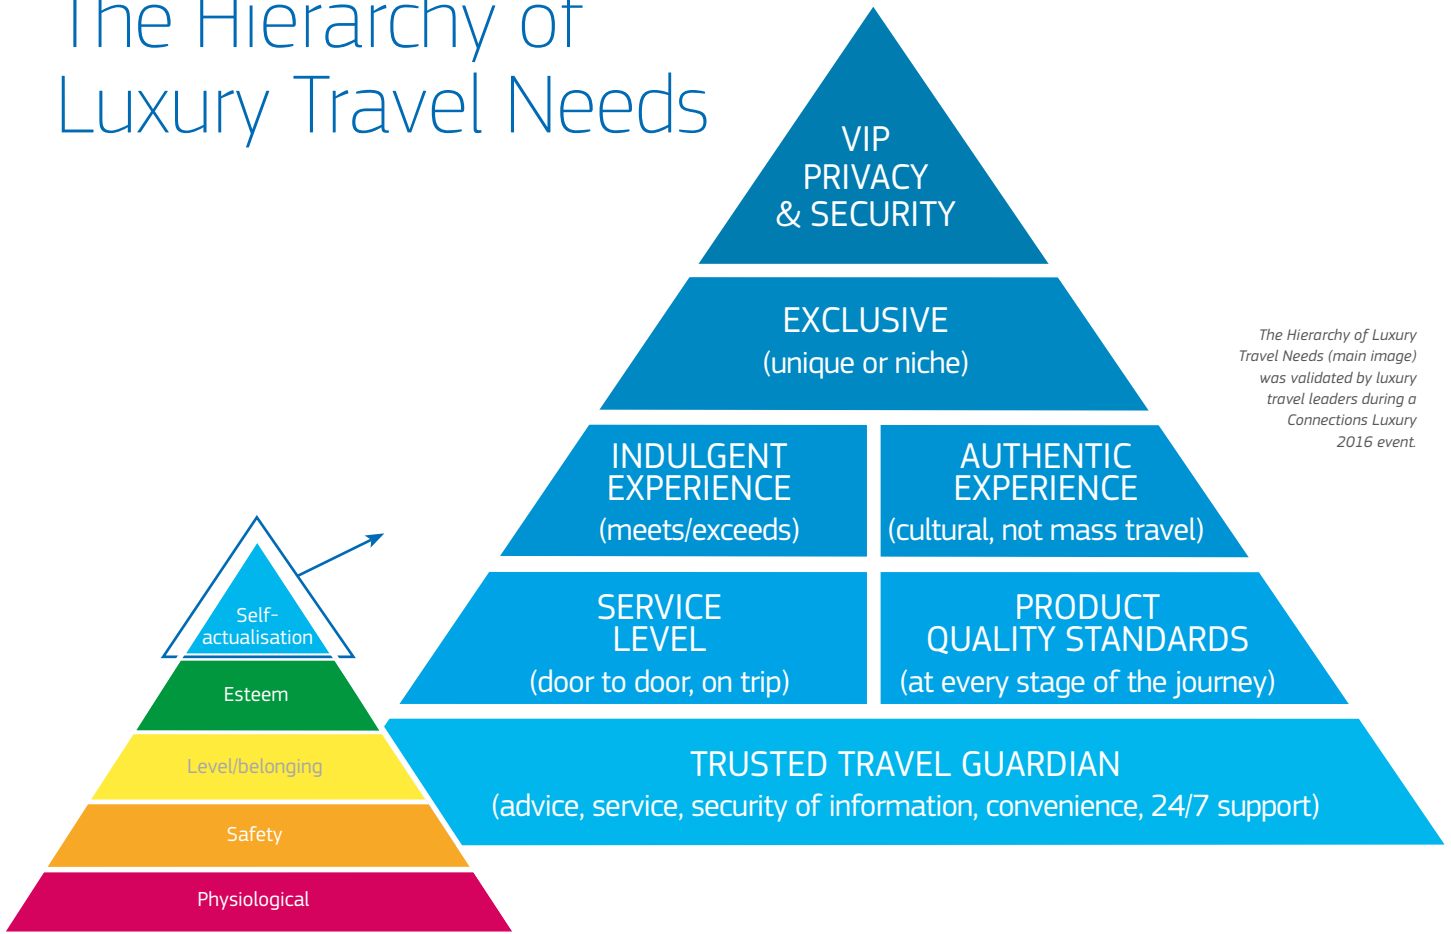 The Hierarchy of
Luxury Travel Needs
VIP
PRIVACY
& SECURITY
EXCLUSIVE
(unique or niche)
The Hierarchy of Luxury
Travel Needs (main image)
was validated by luxury
travel leaders during a
Connections Luxury
2016 event.
INDULGENT
EXPERIENCE
(meets/exceeds)
AUTHENTIC
EXPERIENCE
(cultural, not mass travel)
SERVICE
LEVEL
(door to door, on trip)
PRODUCT
QUALITY STANDARDS
(at every stage of the journey)
TRUSTED TRAVEL GUARDIAN
(advice, service, security of information, convenience, 24/7 support)
Self-
actualisation
Esteem
Level/belonging
Safety
Physiological